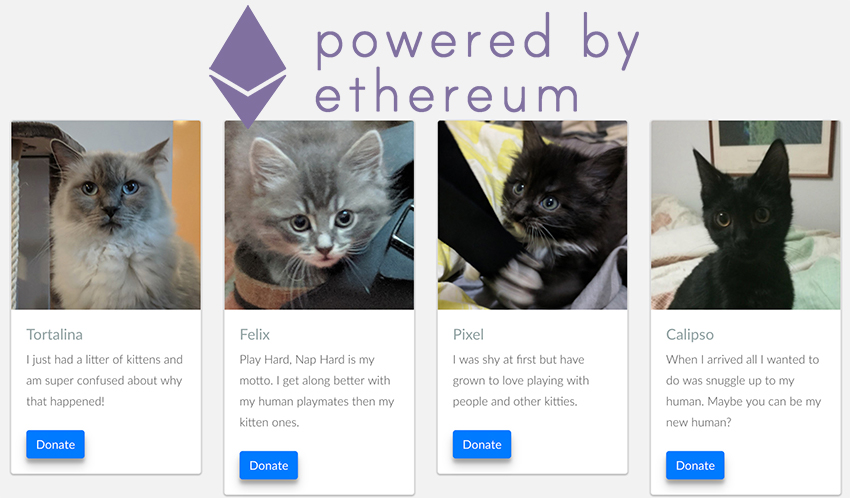 powered by
ethereum
Tortalina
I just had a litter of kittens and
am super confused about why
that happened!
Donate
Felix
Play Hard, Nap Hard is my
motto. I get along better with
my human playmates then my
kitten ones.
Donate
Pixel
I was shy at first but have
grown to love playing with
people and other kitties.
Donate
Calipso
When I arrived all I wanted to
do was snuggle up to my
human. Maybe you can be my
new human?
Donate